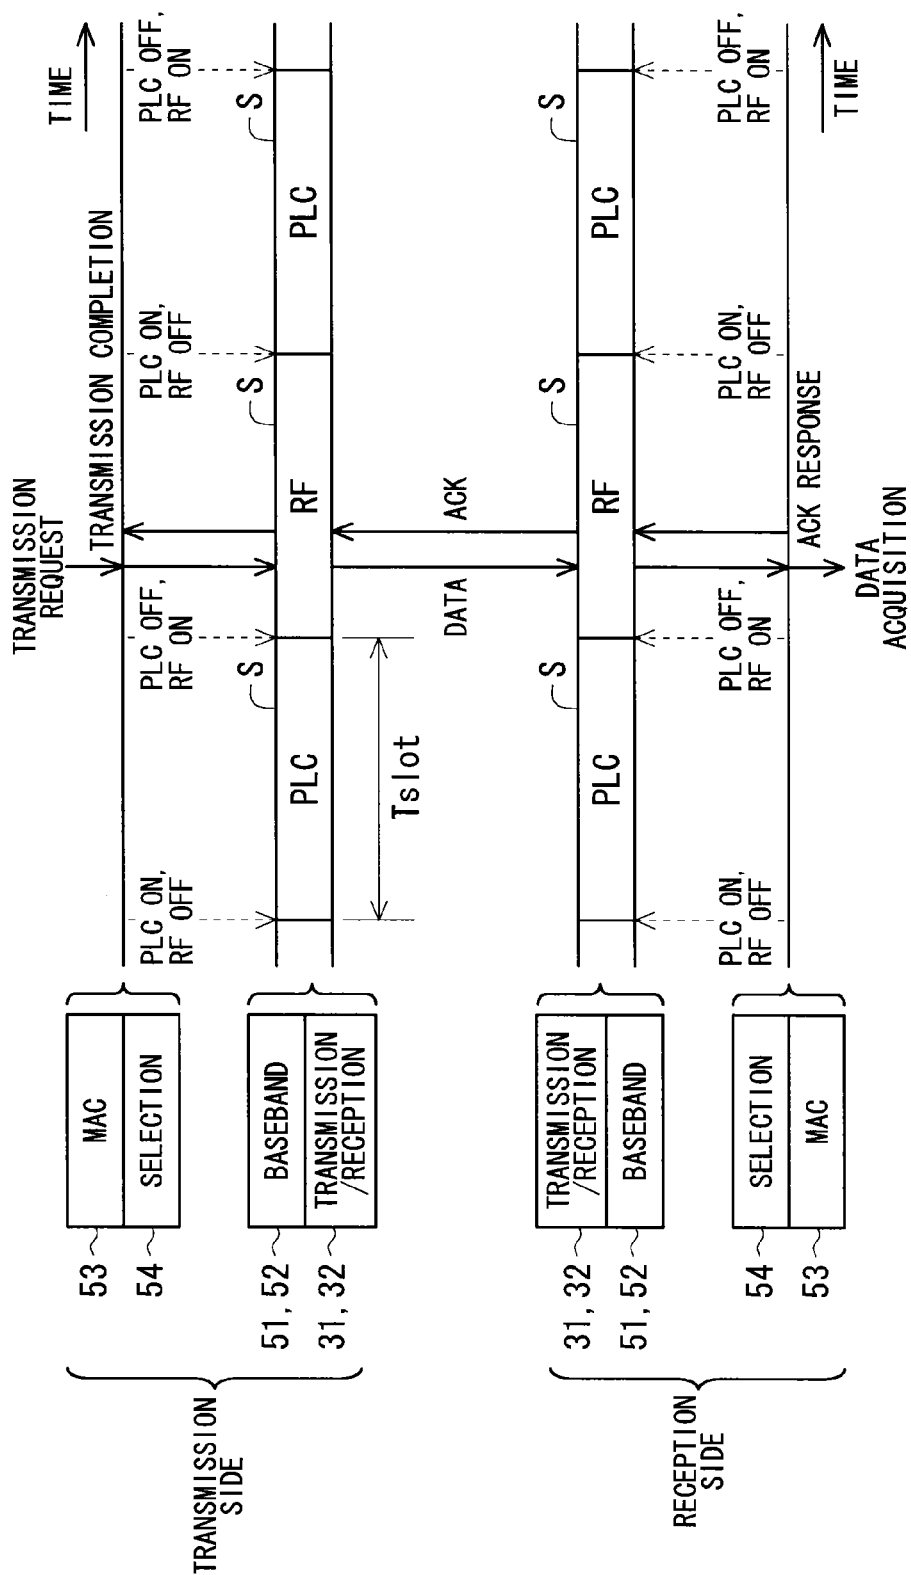 TRANSMISSION
REQUEST
TRANSMISSION COMPLETION
TIME
53
MAC
54
SELECTION
PLC ON,
RF OFF
PLC OFF,
RF ON
PLC ON,
RF OFF
PLC OFF,
RF ON
TRANSMISSION
SIDE
S
S
S
51, 52
BASEBAND
31, 32
TRANSMISSION
/RECEPTION
PLC
RF
PLC
Tslot
DATA
ACK
S
S
S
31, 32
TRANSMISSION
/RECEPTION
51, 52
BASEBAND
PLC
RF
PLC
RECEPTION
SIDE
PLC ON,
RF OFF
PLC OFF,
RF ON
PLC ON,
RF OFF
PLC OFF,
RF ON
54
SELECTION
53
MAC
ACK RESPONSE
TIME
DATA
ACQUISITION